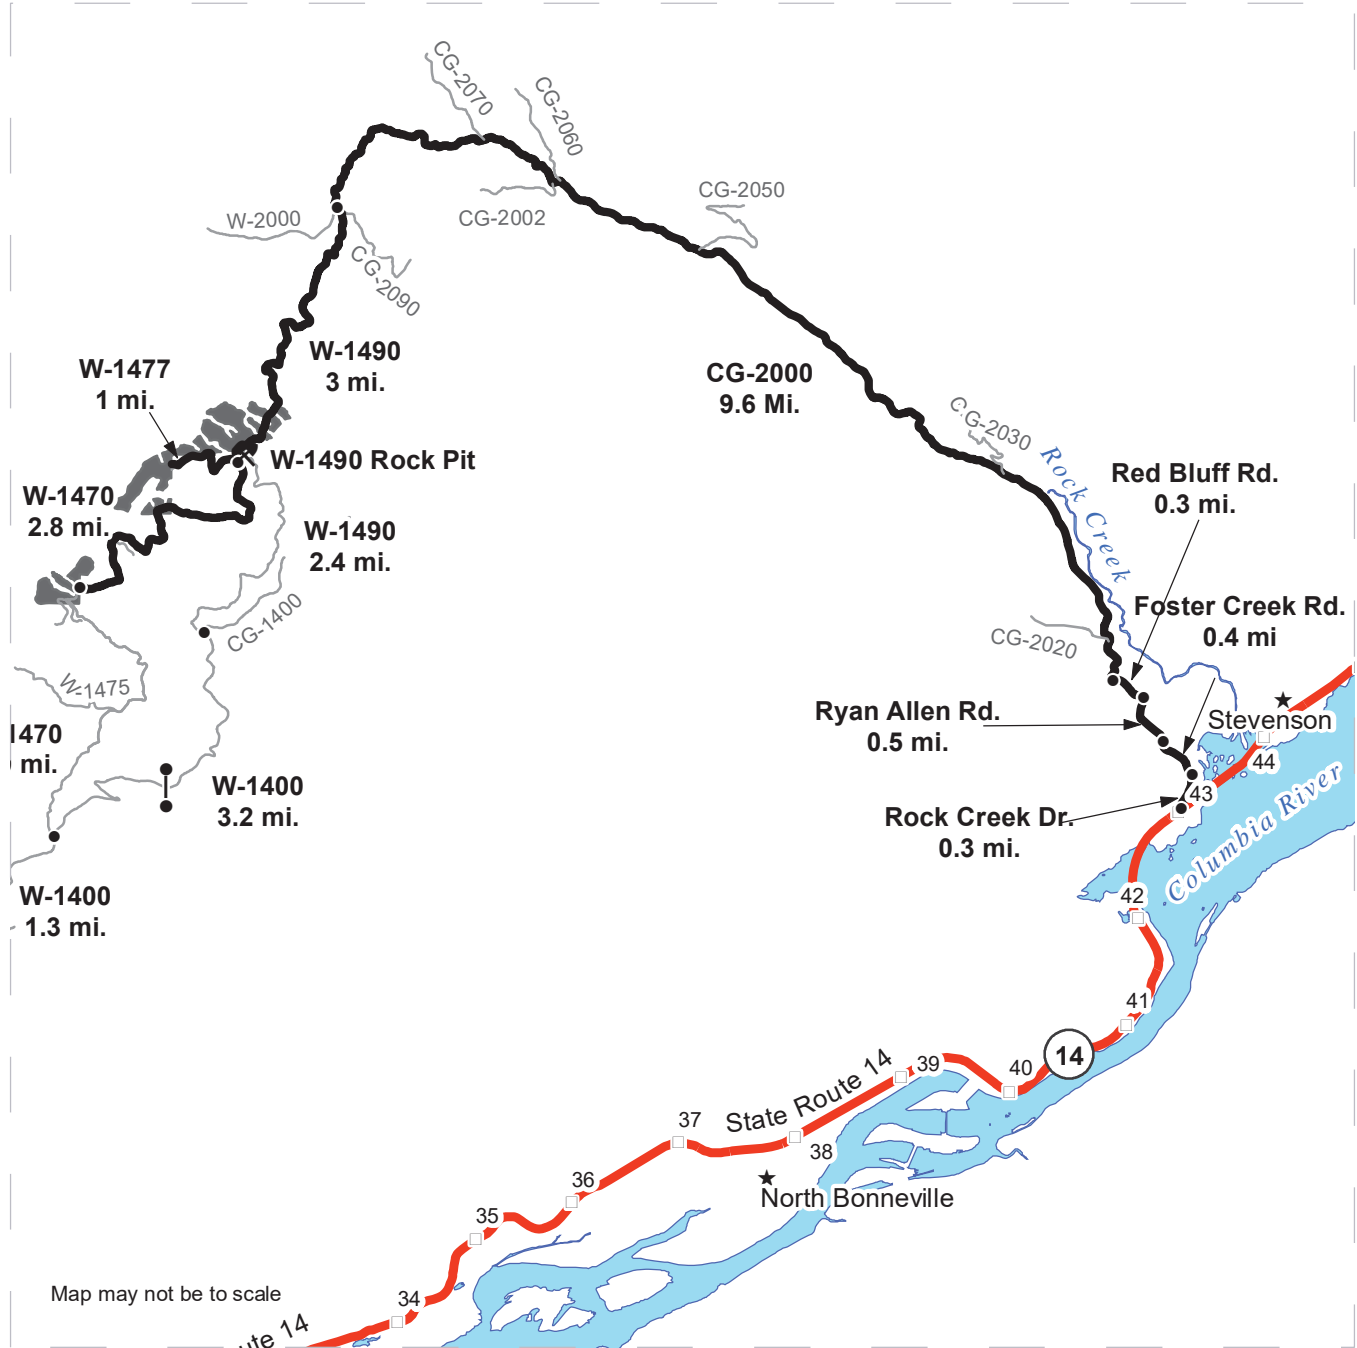 CG-2070
CG-2060
CG-2050
W-2000
CG-2002
CG-2090
W-1490
3 mi.
W-1477
1 mi.
CG-2000
9.6 Mi.
CG-2030
Rock Creek
W-1490 Rock Pit
Red Bluff Rd.
0.3 mi.
W-1470
2.8 mi.
W-1490
2.4 mi.
Foster Creek Rd.
0.4 mi
CG-1400
CG-2020
W-1475
Ryan Allen Rd.
0.5 mi.
Stevenson
44
1470
mi.
W-1400
3.2 mi.
43
Rock Creek Dr.
0.3 mi.
Columbia River
W-1400
1.3 mi.
42
41
14
State Route 14
40
39
38
37
North Bonneville
36
35
34
Map may not be to scale
ute 14